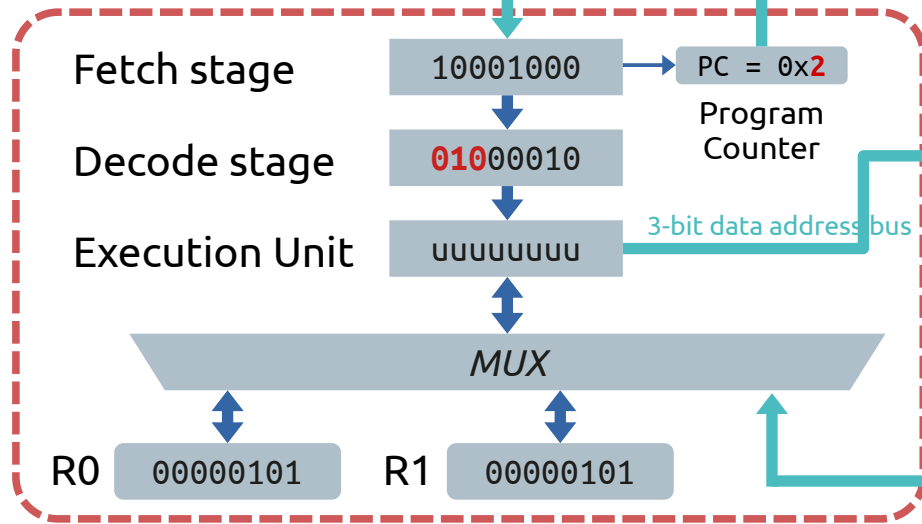 Fetch stage
10001000
PC = 0x2
Program
Counter
Decode stage
01000010
3-bit data address bus
Execution Unit
uuuuuuuu
MUX
R0
00000101
R1
00000101